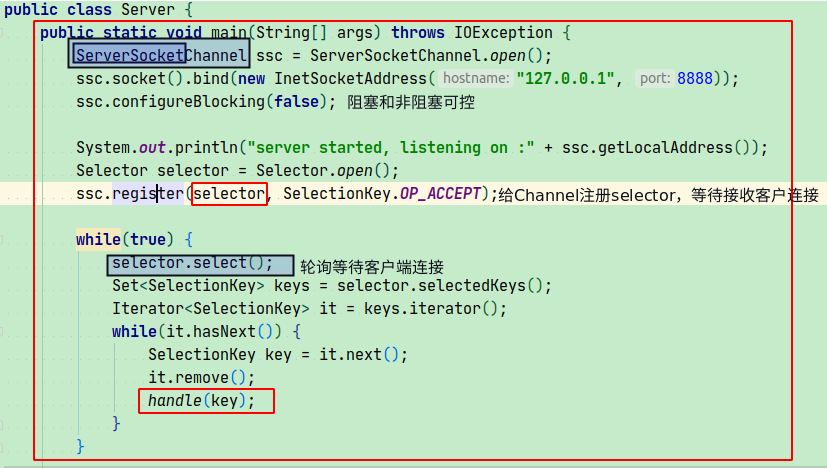 public class Server {
public static void main(String[] args) throws IOException {
ServerSocketChannel ssc = ServerSocketChannel.open();
ssc.socket().bind(new InetSocketAddress( hostname: "127.0.0.1", port: 8888));
ssc.configureBlocking(false); 阻塞和非阻塞可控
System.out.println("server started, listening on :" + ssc.getLocalAddress());
Selector selector = Selector.open();
ssc.register(selector, SelectionKey.OP_ACCEPT);给Channel注册selector，等待接收客户连接
while(true) {
selector.select(); 轮询等待客户端连接
Set<SelectionKey> keys = selector.selectedKeys();
Iterator<SelectionKey> it = keys.iterator();
while(it.hasNext()) {
SelectionKey key = it.next();
it.remove();
handle(key);
}
}